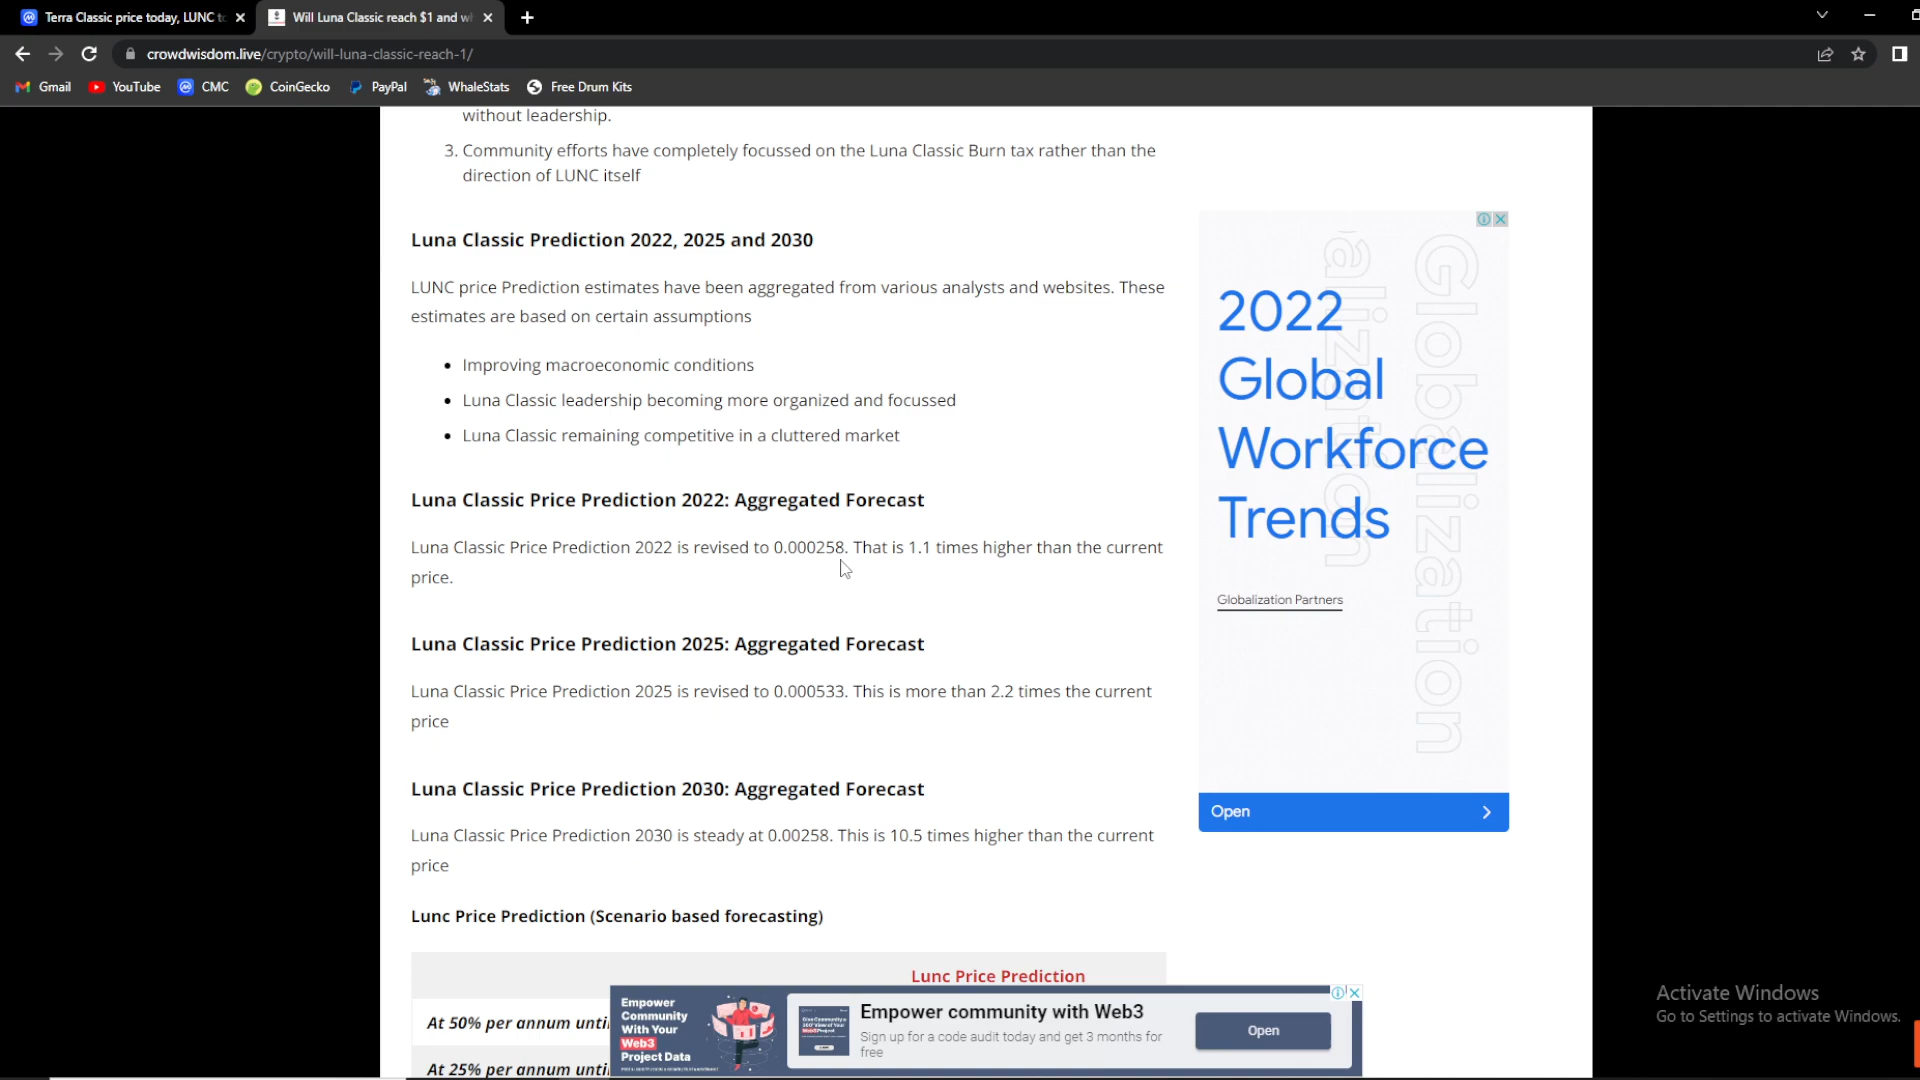 Terra Classic price today, LUNC to
Will Luna Classic reach $1 and w
crowdwisdom.live/crypto/will-luna-classic-reach-1/
Gmail YouTube CMC CoinGecko PayPal WhaleStats Free Drum Kits
without leadership.
3. Community efforts have completely focussed on the Luna Classic Burn tax rather than the
direction of LUNC itself
Luna Classic Prediction 2022, 2025 and 2030
LUNC price Prediction estimates have been aggregated from various analysts and websites. These
estimates are based on certain assumptions
• Improving macroeconomic conditions
• Luna Classic leadership becoming more organized and focussed
• Luna Classic remaining competitive in a cluttered market
Luna Classic Price Prediction 2022: Aggregated Forecast
Luna Classic Price Prediction 2022 is revised to 0.000258. That is 1.1 times higher than the current
price.
Luna Classic Price Prediction 2025: Aggregated Forecast
Luna Classic Price Prediction 2025 is revised to 0.000533. This is more than 2.2 times the current
price
Luna Classic Price Prediction 2030: Aggregated Forecast
Luna Classic Price Prediction 2030 is steady at 0.00258. This is 10.5 times higher than the current
price
Lunc Price Prediction (Scenario based forecasting)
Lunc Price Prediction
At 50% per annum unti
At 25% per annum unti
2022
Global
Workforce
Trends
Globalization
alization
Globalization Partners
Open
Empower
Community
With Your
Web3
Project Data
Empower community with Web3
Sign up for a code audit today and get 3 months for
free
Open
Activate Windows
Go to Settings to activate Windows.